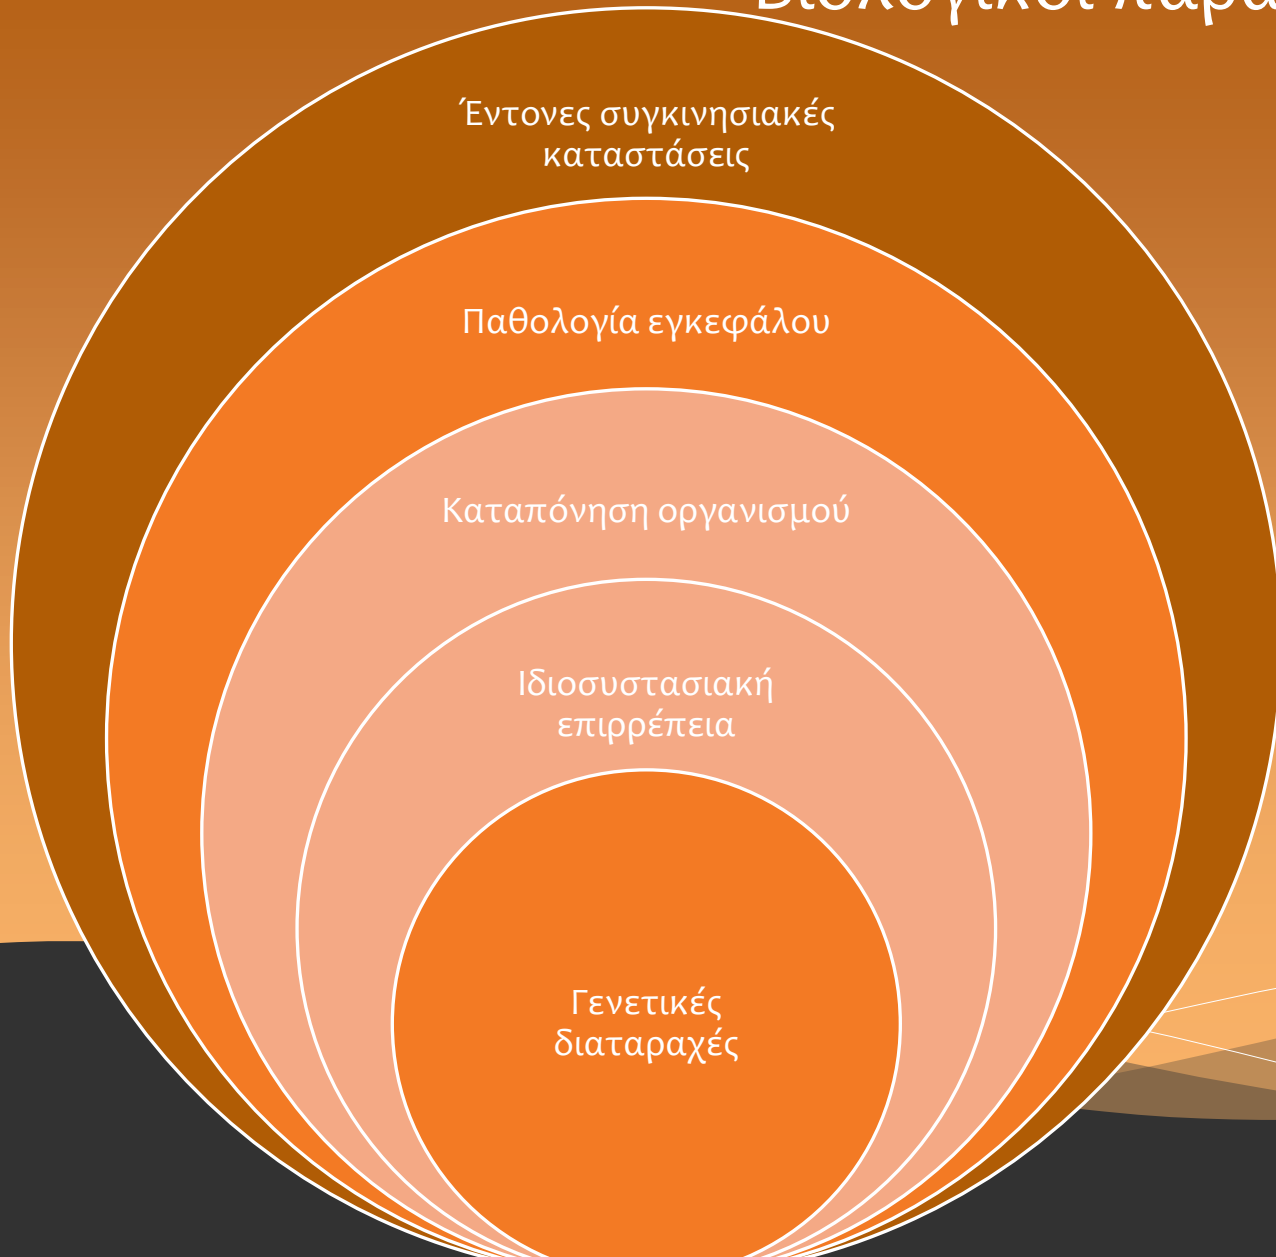 Έντονες συγκινησιακές
καταστάσεις
Παθολογία εγκεφάλου
Καταπόνηση οργανισμού
Ιδιοσυστασιακή
επιρρέπεια
Γενετικές
διαταραχές